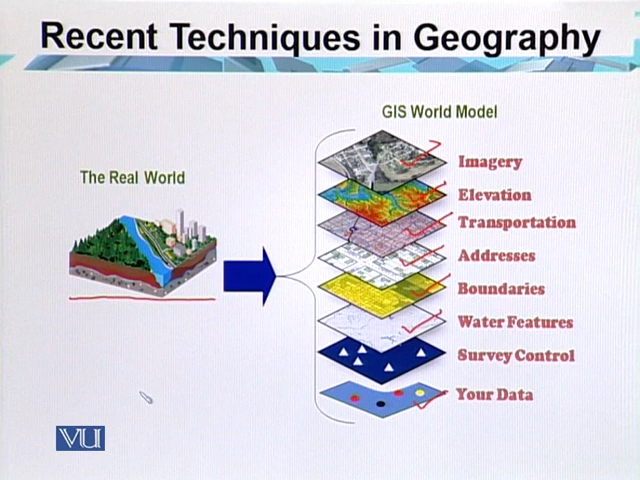 Recent Techniques in Geography
GIS World Model
The Real World
Imagery
Elevation
Transportation
Addresses
Boundaries
Water Features
Survey Control
Your Data
VU